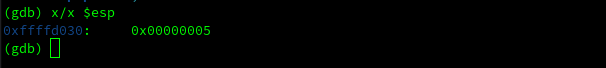 (gdb) x/x $esp
0xffffd030:     0x00000005
(gdb)